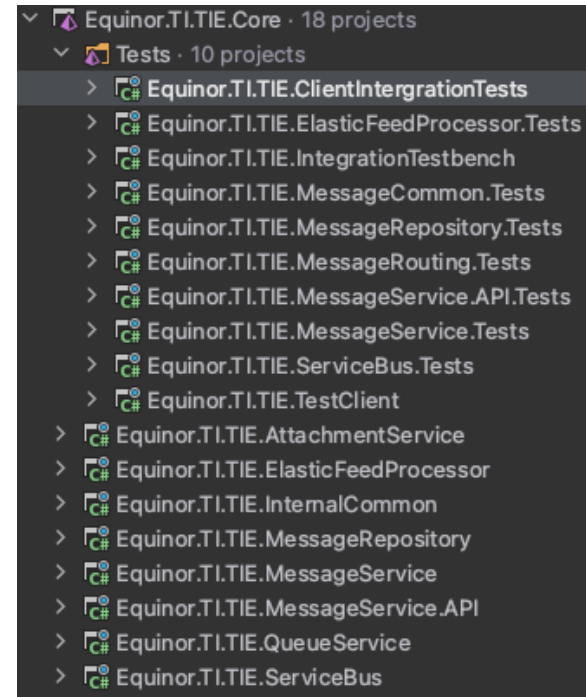 Equinor.TI.TIE.Core · 18 projects
Tests · 10 projects
Equinor.TI.TIE.ClientIntergrationTests
Equinor.TI.TIE.ElasticFeedProcessor.Tests
Equinor.TI.TIE.IntegrationTestbench
Equinor.TI.TIE.MessageCommon.Tests
Equinor.TI.TIE.MessageRepository.Tests
Equinor.TI.TIE.MessageRouting.Tests
Equinor.TI.TIE.MessageService.API.Tests
Equinor.TI.TIE.MessageService.Tests
Equinor.TI.TIE.ServiceBus.Tests
Equinor.TI.TIE.TestClient
Equinor.TI.TIE.AttachmentService
Equinor.TI.TIE.ElasticFeedProcessor
Equinor.TI.TIE.InternalCommon
Equinor.TI.TIE.MessageRepository
Equinor.TI.TIE.MessageService
Equinor.TI.TIE.MessageService.API
Equinor.TI.TIE.QueueService
Equinor.TI.TIE.ServiceBus